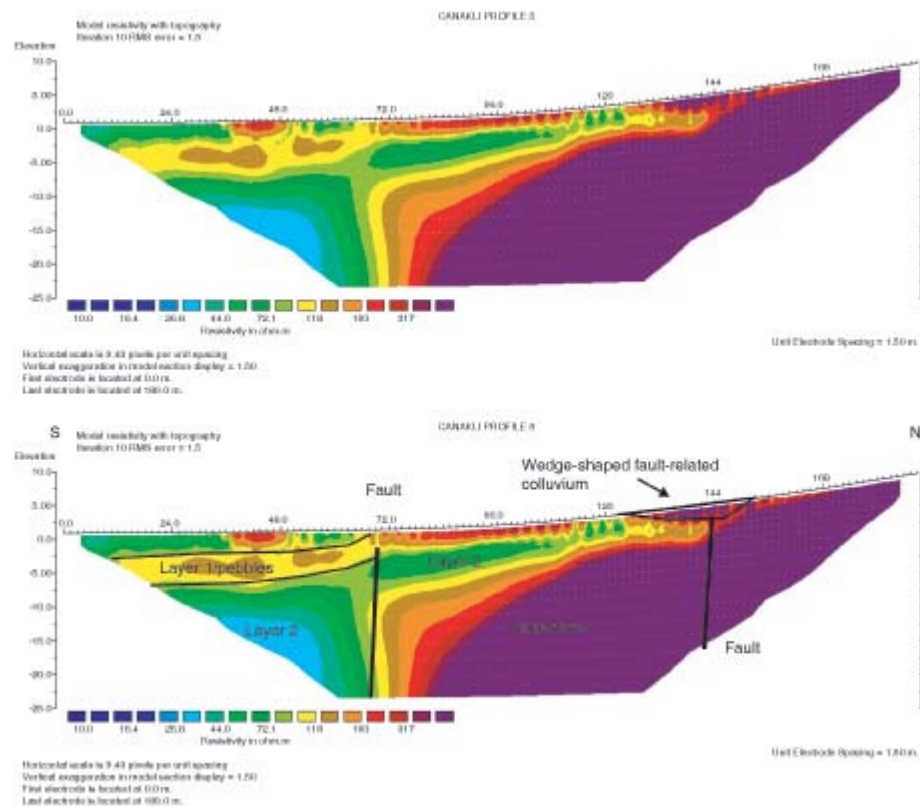 CANAKLI PROFILE 6
Model resistivity with topography
Iteration 10 RMS error = 1.5
Elevation
10.0
5.00
0.0
-5.00
-10.0
-15.0
-20.0
-25.0
0.0 24.0 48.0 72.0 96.0 120 144 168
10.0 16.4 26.8 44.0 72.1 118 193 317
Resistivity in ohm.m
Unit Electrode Spacing = 1.50 m.
Horizontal scale is 9.43 pixels per unit spacing
Vertical exaggeration in model section display = 1.50
First electrode is located at 0.0 m.
Last electrode is located at 189.0 m.
S
N
Model resistivity with topography
Iteration 10 RMS error = 1.5
CANAKLI PROFILE 6
Elevation
Wedge-shaped fault-related
colluvium
Fault
10.0
5.00
0.0
-5.00
-10.0
-15.0
-20.0
-25.0
0.0 24.0 48.0 72.0 96.0 120 144 168
Layer 1/pebbles
Layer 2
Layer 2
Fault
10.0 16.4 26.8 44.0 72.1 118 193 317
Resistivity in ohm.m
Unit Electrode Spacing = 1.50 m.
Horizontal scale is 9.43 pixels per unit spacing
Vertical exaggeration in model section display = 1.50
First electrode is located at 0.0 m.
Last electrode is located at 189.0 m.